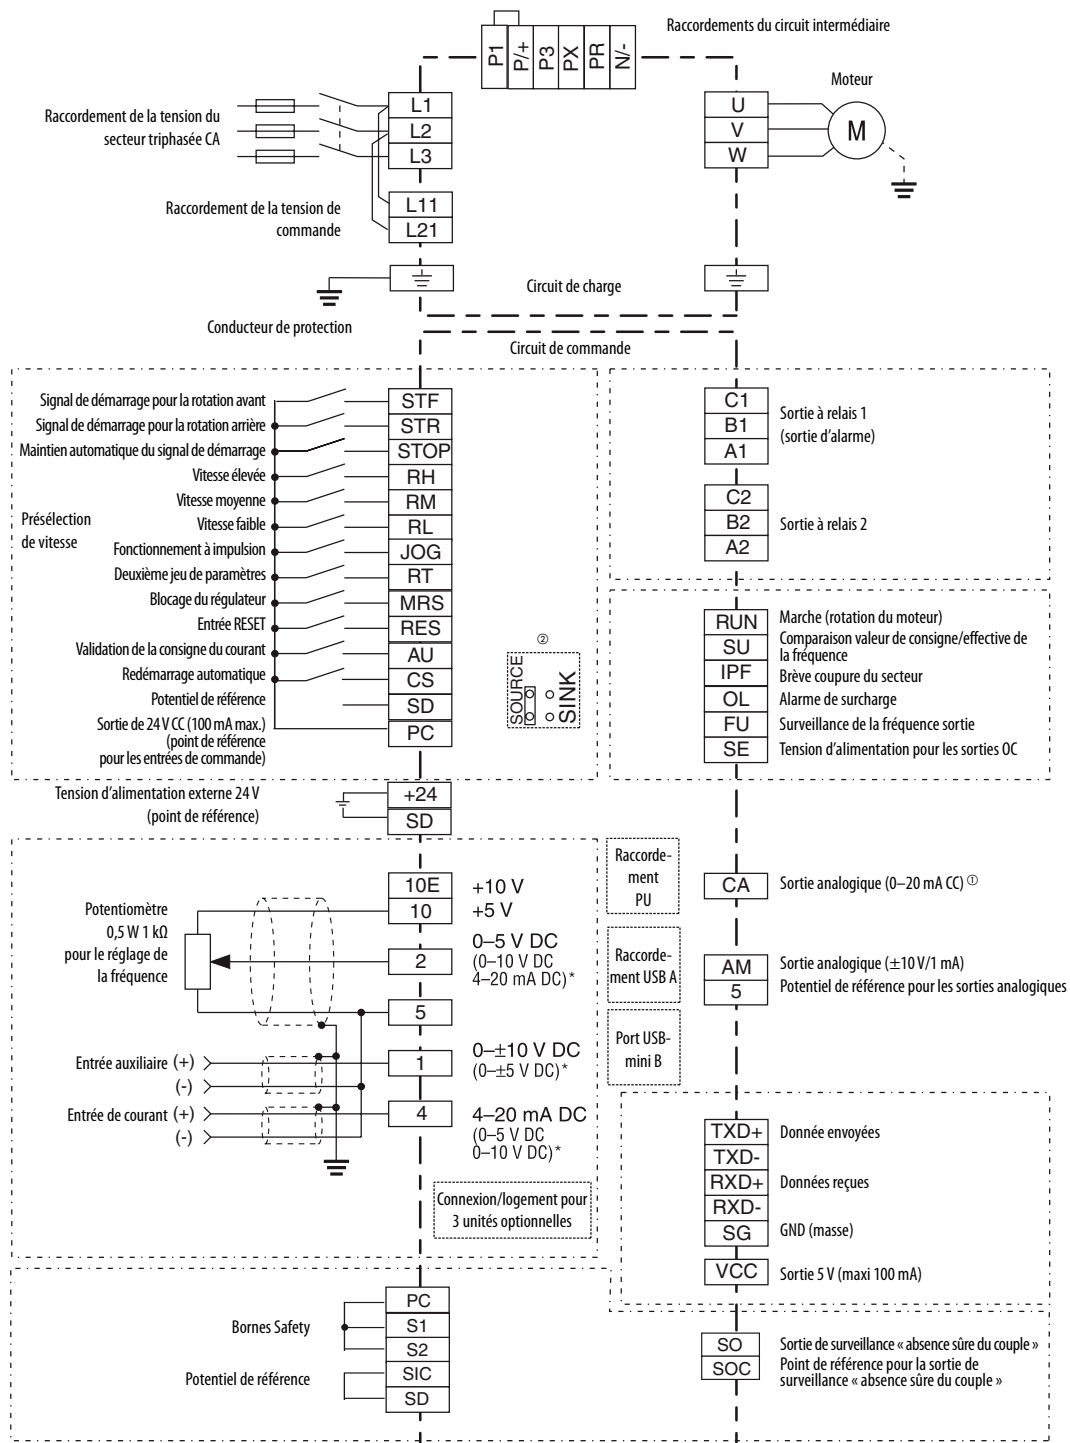 Raccordements du circuit intermédiaire
P1
P/+
P3
PX
PR
N/-
Moteur
Raccordement de la tension du
secteur triphasée CA
L1
L2
L3
U
V
W
M
Raccordement de la tension de
commande
L11
L21
Circuit de charge
Conducteur de protection
Circuit de commande
Signal de démarrage pour la rotation avant
STF
Signal de démarrage pour la rotation arrière
STR
Maintien automatique du signal de démarrage
STOP
Présélection
de vitesse
Vitesse élevée
RH
Vitesse moyenne
RM
Vitesse faible
RL
Fonctionnement à impulsion
JOG
Deuxième jeu de paramètres
RT
Blocage du régulateur
MRS
Entrée RESET
RES
Validation de la consigne du courant
AU
Redémarrage automatique
CS
Potentiel de référence
SD
Sortie de 24 V CC (100 mA max.)
(point de référence
pour les entrées de commande)
PC
②
SOURCE
SINK
C1
B1
A1
Sortie à relais 1
(sortie d’alarme)
C2
B2
A2
Sortie à relais 2
RUN
Marche (rotation du moteur)
SU
Comparaison valeur de consigne/effective de
la fréquence
IPF
Brève coupure du secteur
OL
Alarme de surcharge
FU
Surveillance de la fréquence sortie
SE
Tension d’alimentation pour les sorties OC
Tension d’alimentation externe 24 V
(point de référence)
+24
SD
Potentiomètre
0,5 W 1 kΩ
pour le réglage de
la fréquence
10E
+10 V
10
+5 V
2
0–5 V DC
(0–10 V DC
4–20 mA DC)*
5
Entrée auxiliaire (+)
(-)
1
0–±10 V DC
(0–±5 V DC)*
Entrée de courant (+)
(-)
4
4–20 mA DC
(0–5 V DC
0–10 V DC)*
Connexion/logement pour
3 unités optionnelles
Raccorde-
ment
PU
Raccorde-
ment USB A
Port USB-
mini B
CA
Sortie analogique (0–20 mA CC) ①
AM
Sortie analogique (±10 V/1 mA)
5
Potentiel de référence pour les sorties analogiques
TXD+
Donnée envoyées
TXD-
RXD+
Données reçues
RXD-
SG
GND (masse)
VCC
Sortie 5 V (maxi 100 mA)
Bornes Safety
PC
S1
S2
Potentiel de référence
SIC
SD
SO
Sortie de surveillance « absence sûre du couple »
SOC
Point de référence pour la sortie de
surveillance « absence sûre du couple »